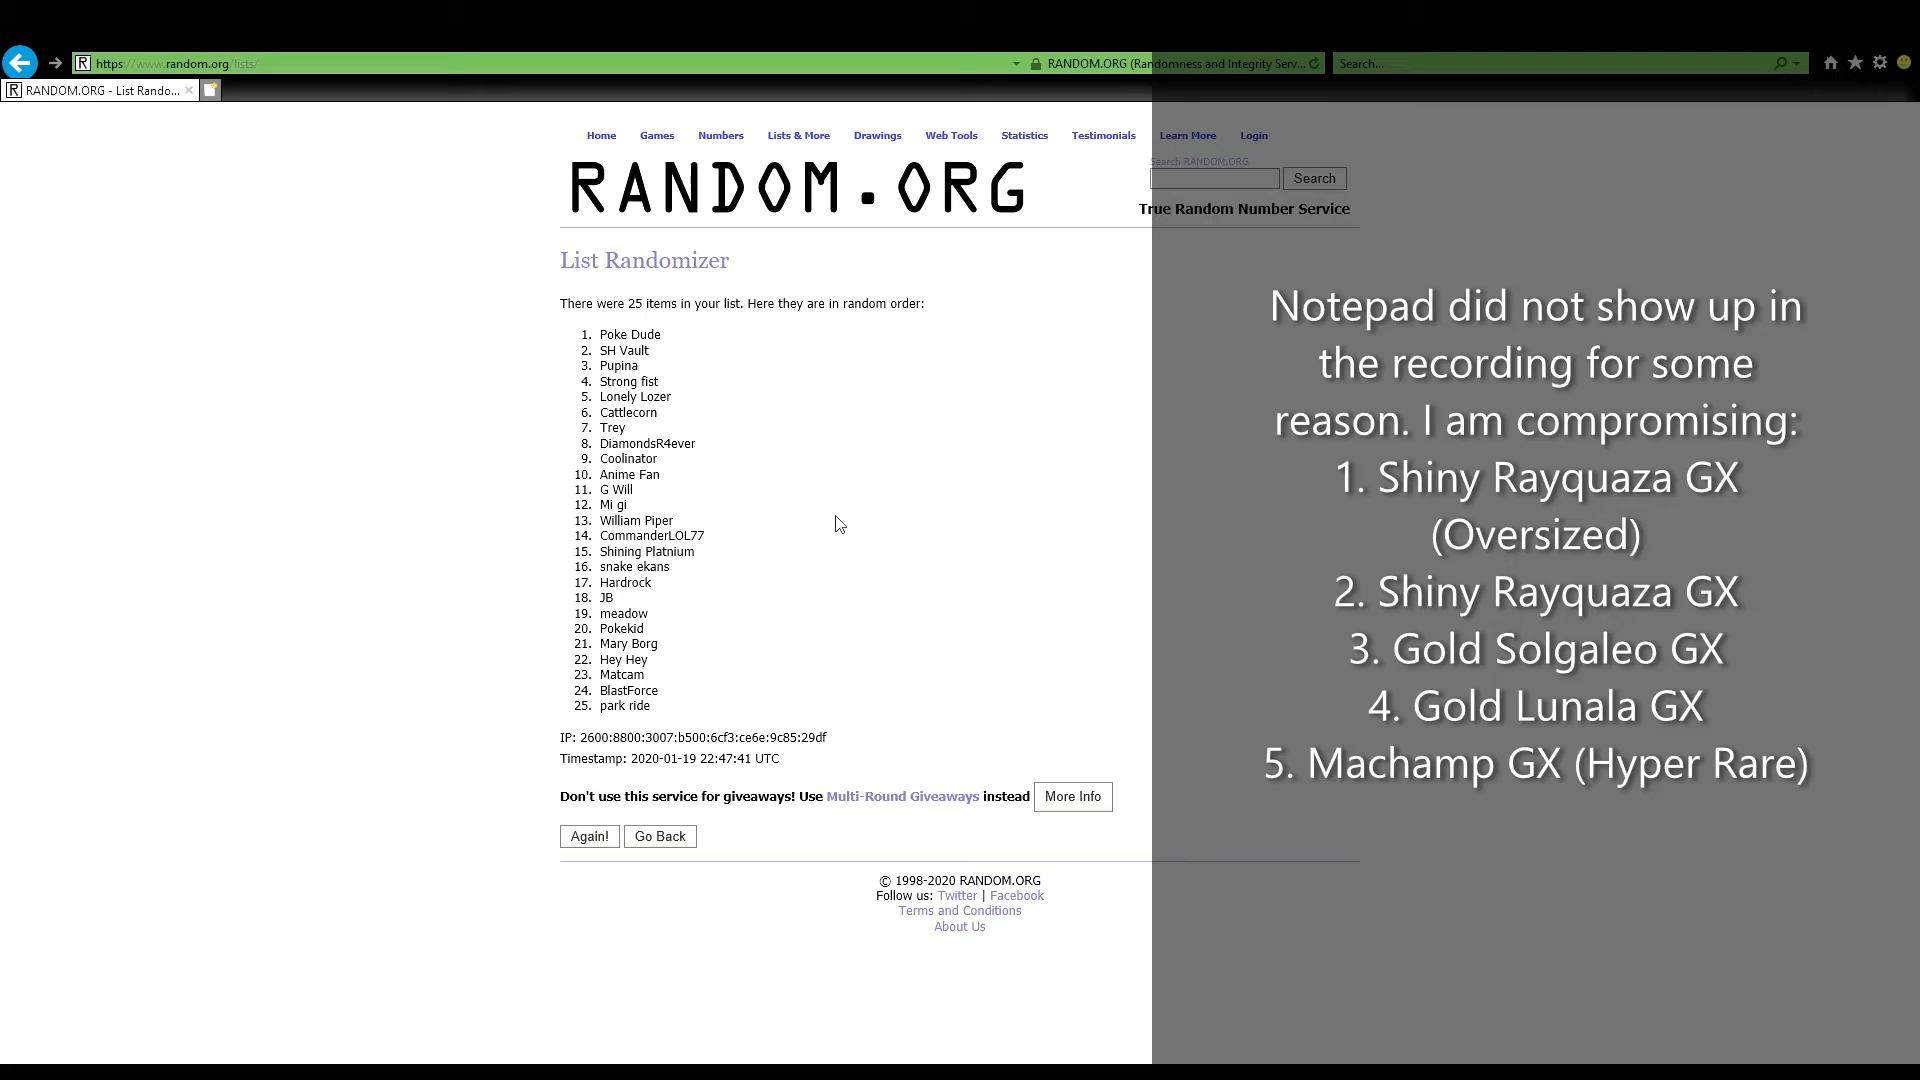 https://www.random.org/lists/
RANDOM.ORG (Randomness and Integrity Serv...
Search...
RANDOM.ORG - List Rando...
Home Games Numbers Lists & More Drawings Web Tools Statistics Testimonials Learn More Login
Search RANDOM.ORG
RANDOM.ORG
Search
True Random Number Service
List Randomizer
There were 25 items in your list. Here they are in random order:
1. Poke Dude
2. SH Vault
3. Pupina
4. Strong fist
5. Lonely Lozer
6. Cattlecorn
7. Trey
8. DiamondsR4ever
9. Coolinator
10. Anime Fan
11. G Will
12. Mi gi
13. William Piper
14. CommanderLOL77
15. Shining Platnium
16. snake ekans
17. Hardrock
18. JB
19. meadow
20. Pokekid
21. Mary Borg
22. Hey Hey
23. Matcam
24. BlastForce
25. park ride
IP: 2600:8800:3007:b500:6cf3:ce6e:9c85:29df
Timestamp: 2020-01-19 22:47:41 UTC
Don't use this service for giveaways! Use Multi-Round Giveaways instead More Info
Again! Go Back
© 1998-2020 RANDOM.ORG
Follow us: Twitter | Facebook
Terms and Conditions
About Us
Notepad did not show up in
the recording for some
reason. I am compromising:
1. Shiny Rayquaza GX
(Oversized)
2. Shiny Rayquaza GX
3. Gold Solgaleo GX
4. Gold Lunala GX
5. Machamp GX (Hyper Rare)